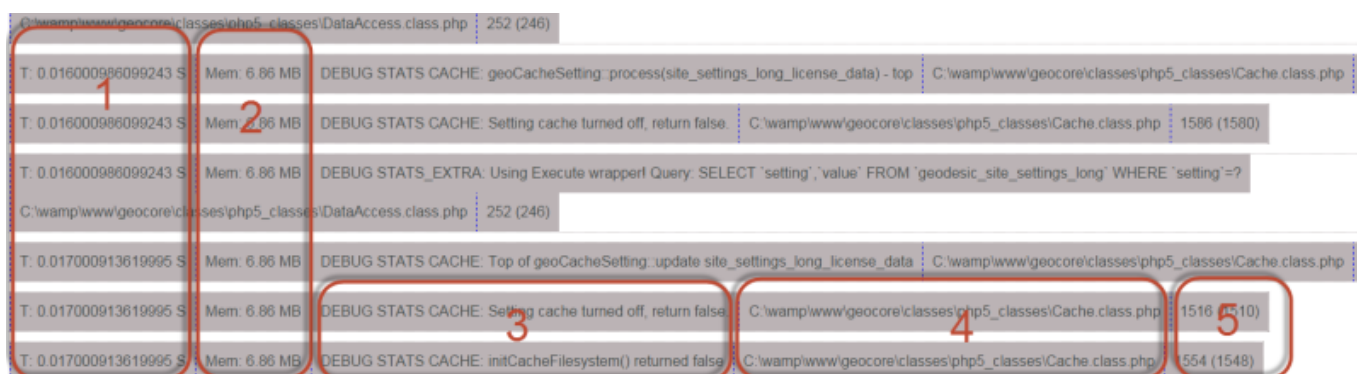 C:\wamp\www\geocore\classes\php5_classes\DataAccess.class.php 252 (246)
T: 0.016000986099243 S Mem: 6.86 MB DEBUG STATS CACHE: geoCacheSetting::process(site_settings_long_license_data) - top C:\wamp\www\geocore\classes\php5_classes\Cache.class.php
1 2
T: 0.016000986099243 S Mem: 6.86 MB DEBUG STATS CACHE: Setting cache turned off, return false. C:\wamp\www\geocore\classes\php5_classes\Cache.class.php 1586 (1580)
T: 0.016000986099243 S Mem: 6.86 MB DEBUG STATS_EXTRA: Using Execute wrapper! Query: SELECT `setting`,`value` FROM `geodesic_site_settings_long` WHERE `setting`=?
C:\wamp\www\geocore\classes\php5_classes\DataAccess.class.php 252 (246)
T: 0.017000913619995 S Mem: 6.86 MB DEBUG STATS CACHE: Top of geoCacheSetting::update site_settings_long_license_data C:\wamp\www\geocore\classes\php5_classes\Cache.class.php
T: 0.017000913619995 S Mem: 6.86 MB DEBUG STATS CACHE: Setting cache turned off, return false. C:\wamp\www\geocore\classes\php5_classes\Cache.class.php 1516 (1510)
3 4 5
T: 0.017000913619995 S Mem: 6.86 MB DEBUG STATS CACHE: initCacheFilesystem() returned false C:\wamp\www\geocore\classes\php5_classes\Cache.class.php 1554 (1548)